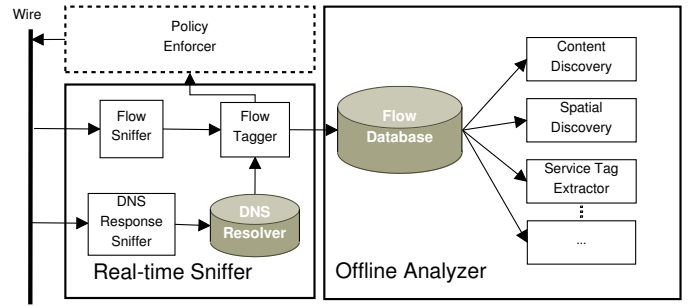 Wire
Policy
Enforcer
Flow
Sniffer
Flow
Tagger
DNS
Response
Sniffer
DNS
Resolver
Real-time Sniffer
Flow
Database
Content
Discovery
Spatial
Discovery
Service Tag
Extractor
...
Offline Analyzer